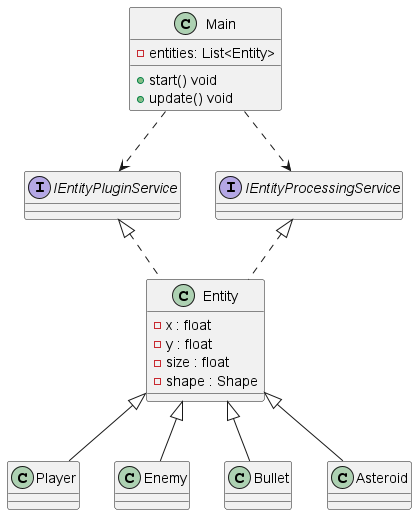 C Main
entities: List<Entity>
start() void
update() void
I IEntityPluginService
I IEntityProcessingService
C Entity
x : float
y : float
size : float
shape : Shape
C Player
C Enemy
C Bullet
C Asteroid